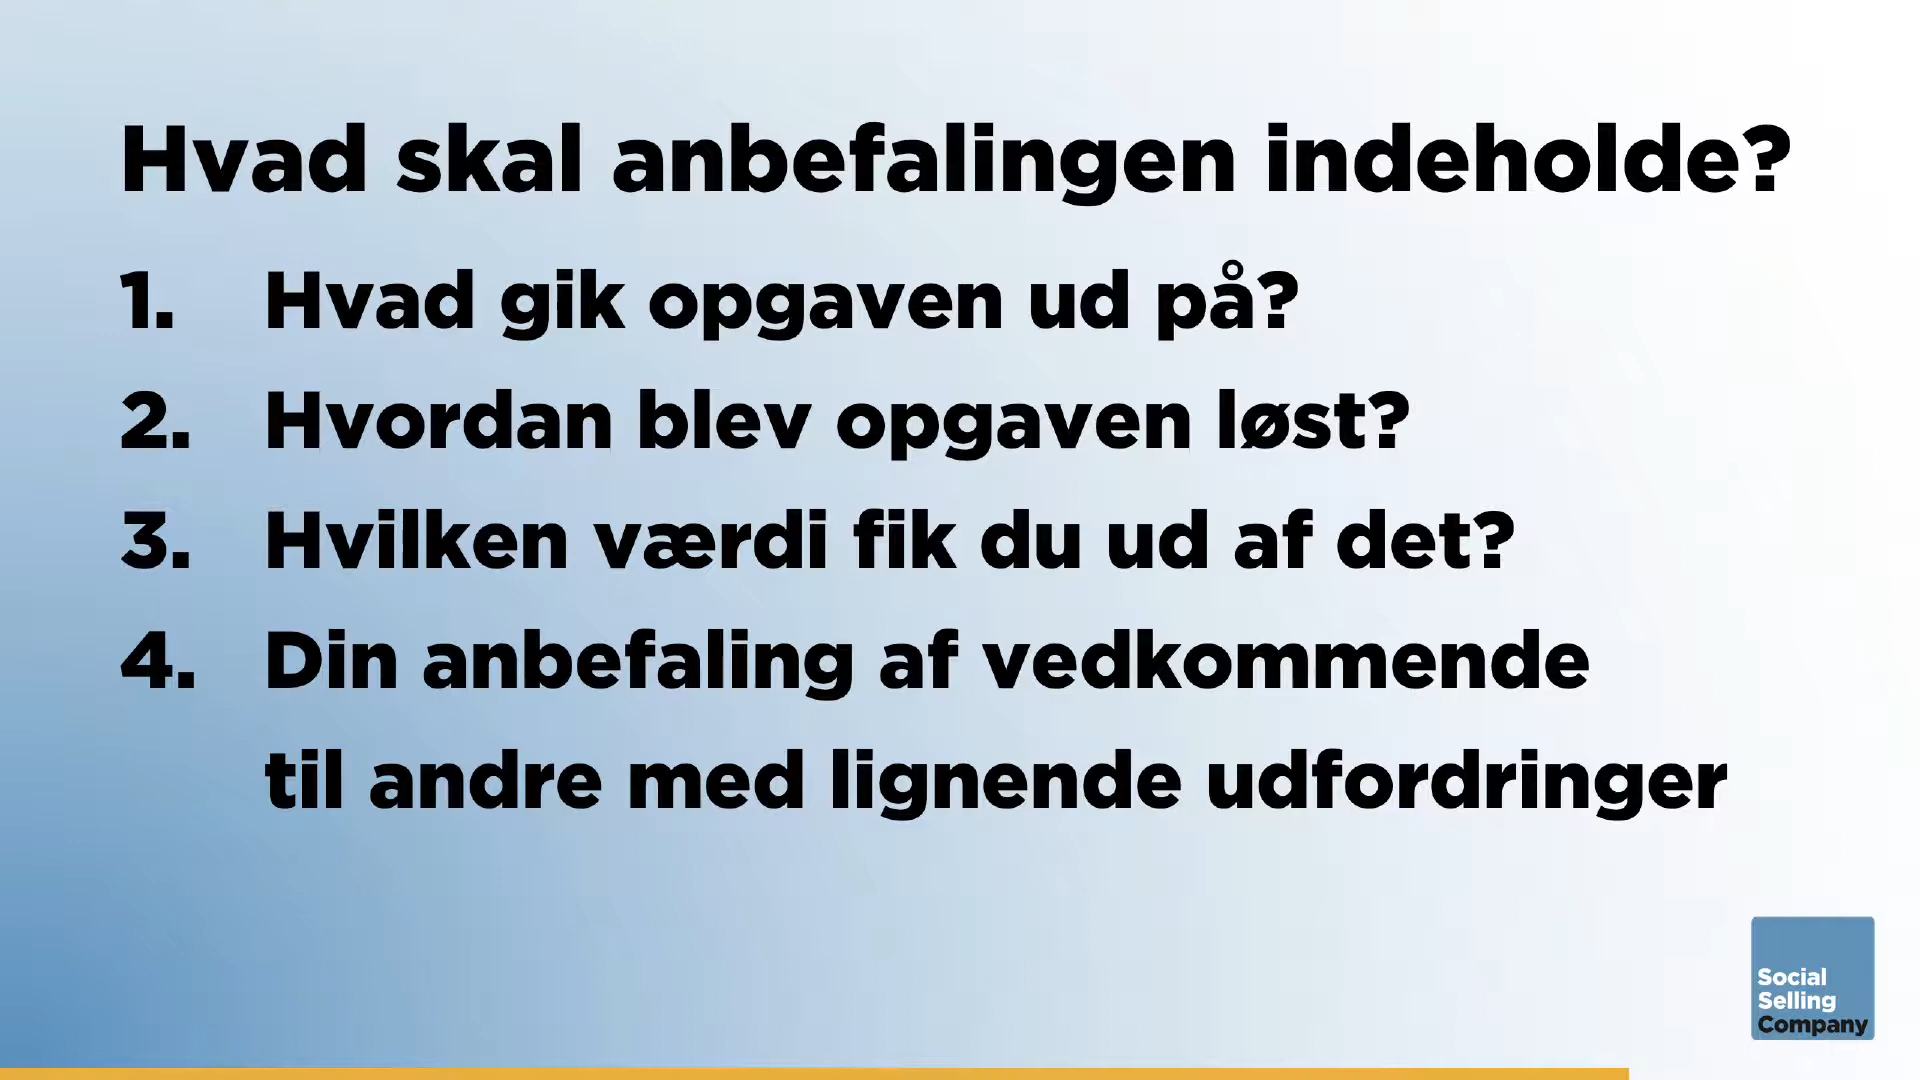 Hvad skal anbefalingen indeholde?
1. Hvad gik opgaven ud på?
2. Hvordan blev opgaven løst?
3. Hvilken værdi fik du ud af det?
4. Din anbefaling af vedkommende
til andre med lignende udfordringer
Social
Selling
Company